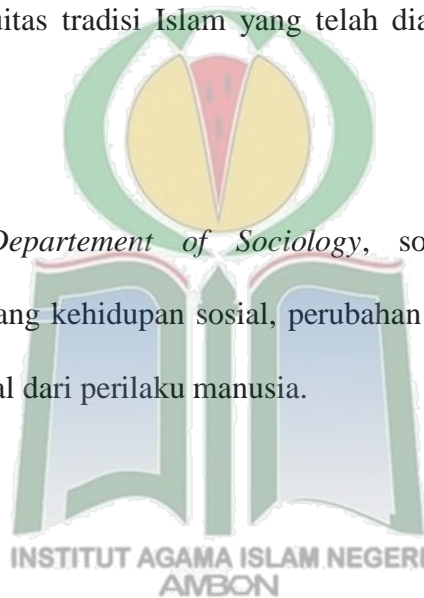 uitas tradisi Islam yang telah dia
Departement of Sociology, so
ang kehidupan sosial, perubahan
al dari perilaku manusia.
INSTITUT AGAMA ISLAM NEGERI
AMBON